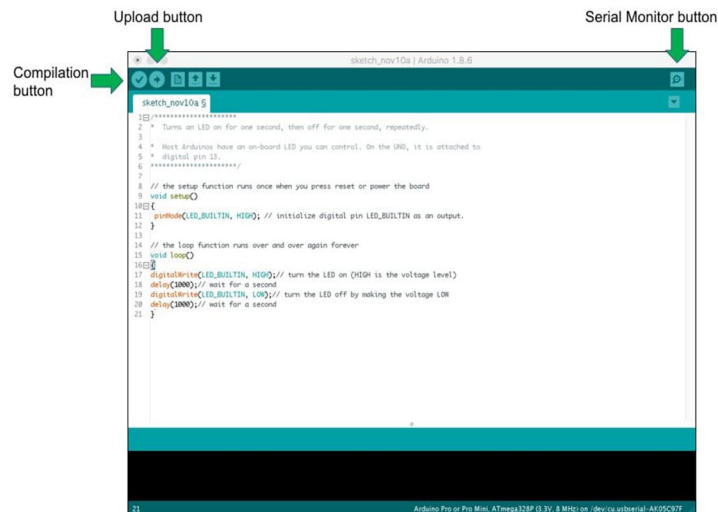 Upload button
Serial Monitor button
Compilation
button
sketch_nov10a | Arduino 1.8.6
sketch_nov10a §
1 /*********************
2 * Turns an LED on for one second, then off for one second, repeatedly.
3
4 * Most Arduinos have an on-board LED you can control. On the UNO, it is attached to
5 * digital pin 13.
6 **********************/
7
8 // the setup function runs once when you press reset or power the board
9 void setup()
10 {
11 pinMode(LED_BUILTIN, HIGH); // initialize digital pin LED_BUILTIN as an output.
12 }
13
14 // the loop function runs over and over again forever
15 void loop()
16 {
17 digitalWrite(LED_BUILTIN, HIGH);// turn the LED on (HIGH is the voltage level)
18 delay(1000);// wait for a second
19 digitalWrite(LED_BUILTIN, LOW);// turn the LED off by making the voltage LOW
20 delay(1000);// wait for a second
21 }
21
Arduino Pro or Pro Mini, ATmega328P (3.3V, 8 MHz) on /dev/cu.usbserial-AK05C97F